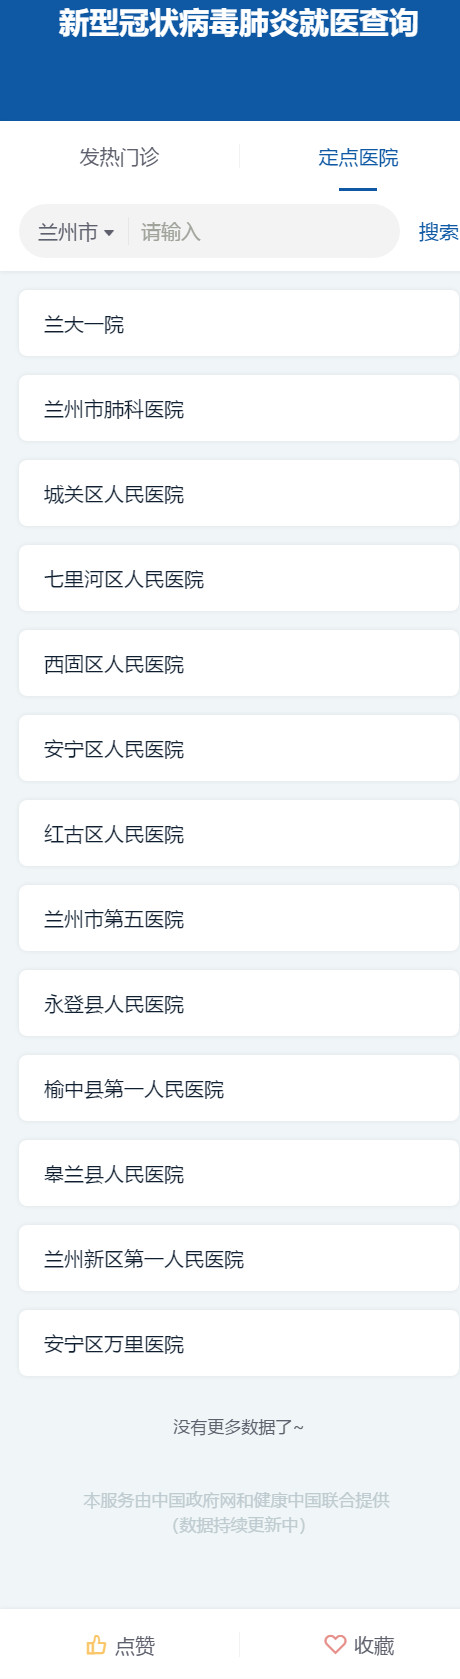 新型冠状病毒肺炎就医查询
发热门诊 定点医院
兰州市 请输入 搜索
兰大一院
兰州市肺科医院
城关区人民医院
七里河区人民医院
西固区人民医院
安宁区人民医院
红古区人民医院
兰州市第五医院
永登县人民医院
榆中县第一人民医院
皋兰县人民医院
兰州新区第一人民医院
安宁区万里医院
没有更多数据了~
本服务由中国政府网和健康中国联合提供
（数据持续更新中）
点赞 收藏